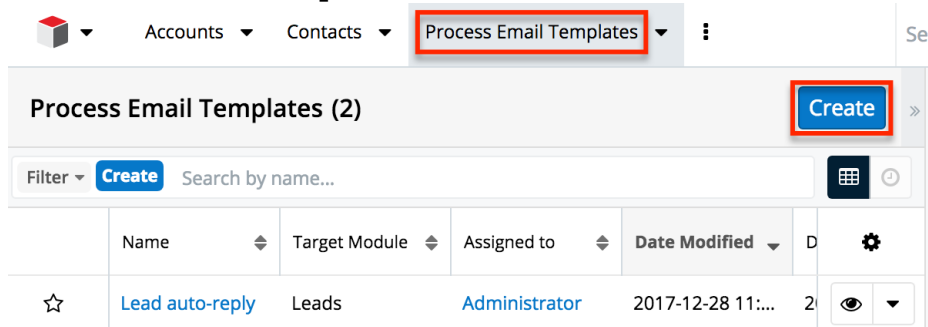 Accounts Contacts Process Email Templates Se
Process Email Templates (2) Create »
Filter Create Search by name...
Name Target Module Assigned to Date Modified D
Lead auto-reply Leads Administrator 2017-12-28 11:... 2